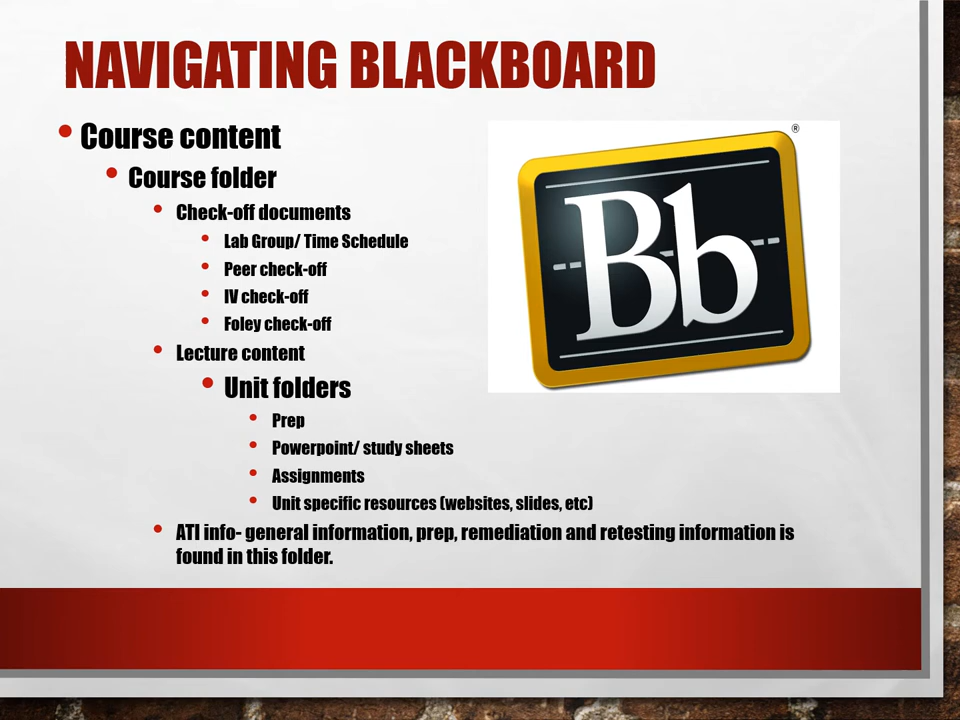 NAVIGATING BLACKBOARD
• Course content
• Course folder
• Check-off documents
• Lab Group/ Time Schedule
• Peer check-off
• IV check-off
• Foley check-off
• Lecture content
• Unit folders
• Prep
• Powerpoint/ study sheets
• Assignments
• Unit specific resources (websites, slides, etc)
• ATI info- general information, prep, remediation and retesting information is
found in this folder.
Bb
®